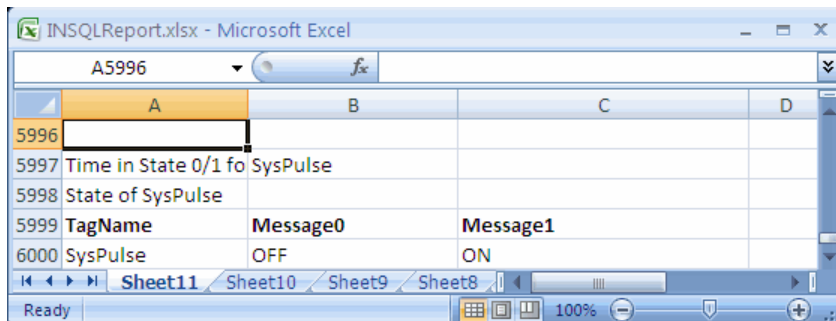 INSQLReport.xlsx - Microsoft Excel
A5996 fx
A B C D
5996
5997 Time in State 0/1 fo SysPulse
5998 State of SysPulse
5999 TagName Message0 Message1
6000 SysPulse OFF ON
Sheet11 Sheet10 Sheet9 Sheet8
Ready 100%